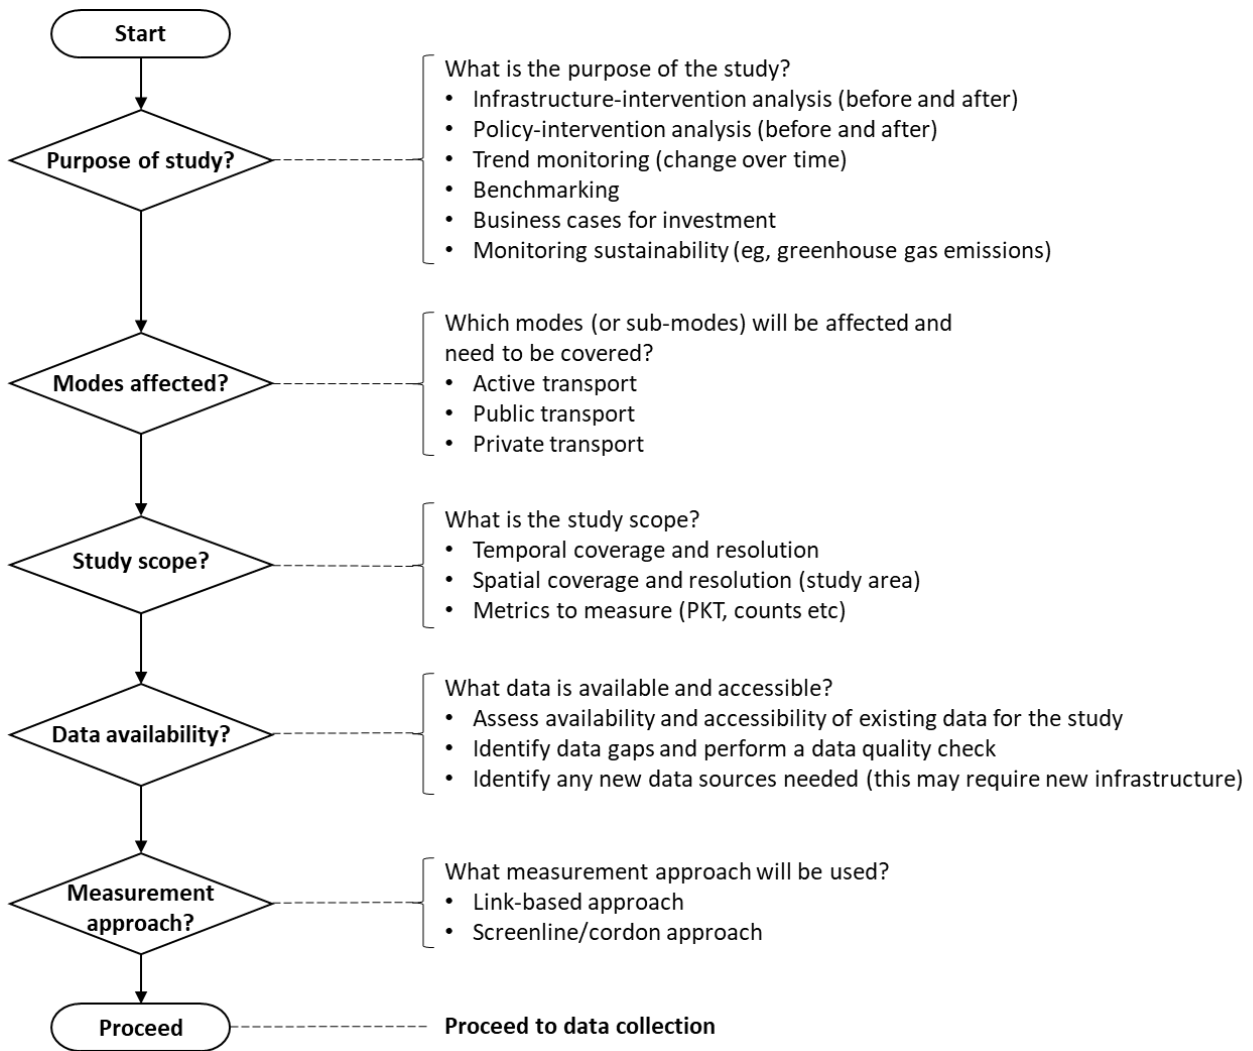 Start
Purpose of study?
What is the purpose of the study?
• Infrastructure-intervention analysis (before and after)
• Policy-intervention analysis (before and after)
• Trend monitoring (change over time)
• Benchmarking
• Business cases for investment
• Monitoring sustainability (eg, greenhouse gas emissions)
Modes affected?
Which modes (or sub-modes) will be affected and
need to be covered?
• Active transport
• Public transport
• Private transport
Study scope?
What is the study scope?
• Temporal coverage and resolution
• Spatial coverage and resolution (study area)
• Metrics to measure (PKT, counts etc)
Data availability?
What data is available and accessible?
• Assess availability and accessibility of existing data for the study
• Identify data gaps and perform a data quality check
• Identify any new data sources needed (this may require new infrastructure)
Measurement
approach?
What measurement approach will be used?
• Link-based approach
• Screenline/cordon approach
Proceed
Proceed to data collection